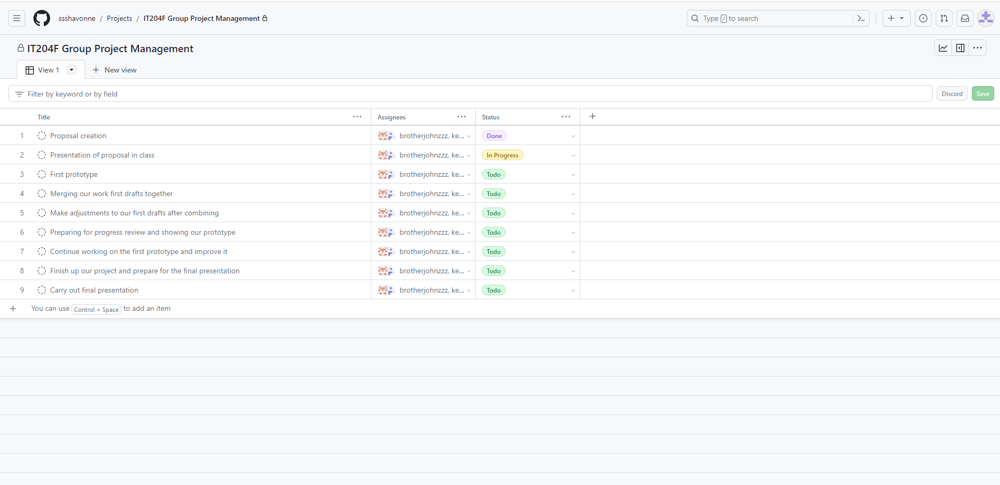 ssshavonne / Projects / IT204F Group Project Management
Type / to search
IT204F Group Project Management
View 1
New view
Filter by keyword or by field
Discard
Save
Title Assignees Status
1 Proposal creation brotherjohnzzz, ke... Done
2 Presentation of proposal in class brotherjohnzzz, ke... In Progress
3 First prototype brotherjohnzzz, ke... Todo
4 Merging our work first drafts together brotherjohnzzz, ke... Todo
5 Make adjustments to our first drafts after combining brotherjohnzzz, ke... Todo
6 Preparing for progress review and showing our prototype brotherjohnzzz, ke... Todo
7 Continue working on the first prototype and improve it brotherjohnzzz, ke... Todo
8 Finish up our project and prepare for the final presentation brotherjohnzzz, ke... Todo
9 Carry out final presentation brotherjohnzzz, ke... Todo
You can use Control + Space to add an item